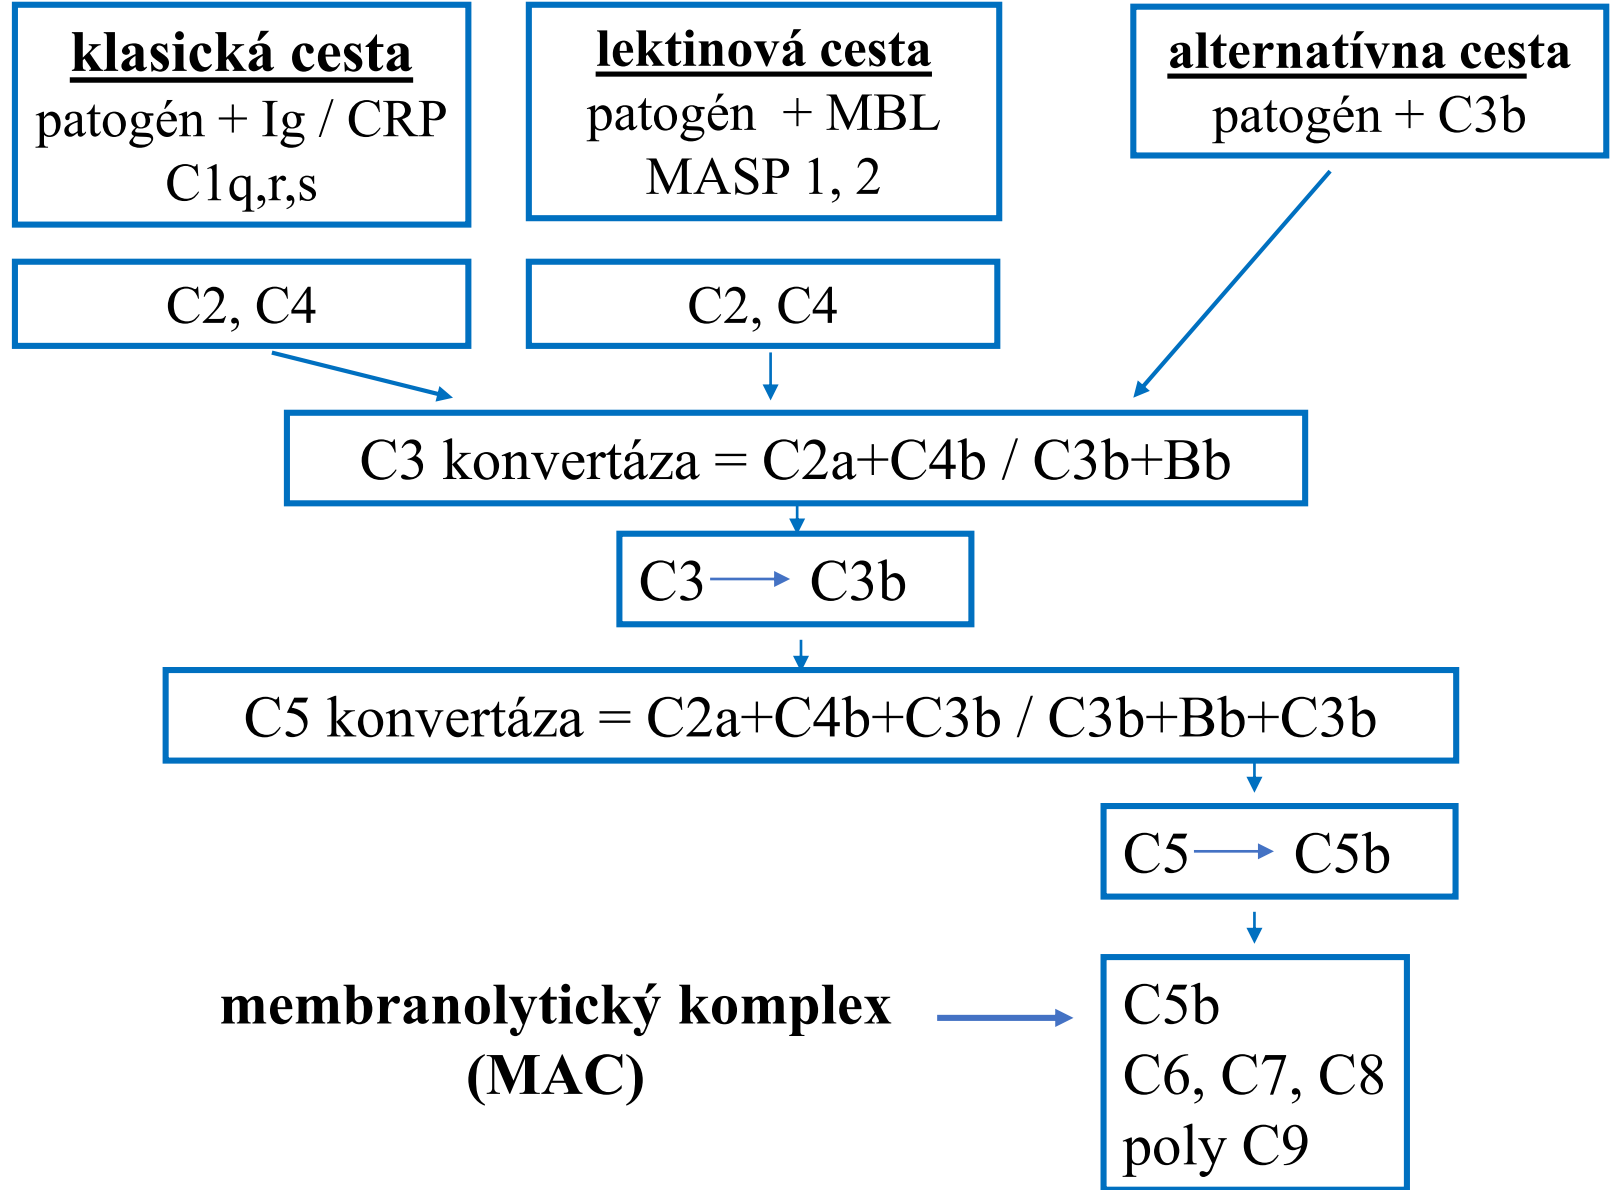 klasická cesta
patogén + Ig / CRP
C1q,r,s
lektinová cesta
patogén + MBL
MASP 1, 2
alternatívna cesta
patogén + C3b
C2, C4
C2, C4
C3 konvertáza = C2a+C4b / C3b+Bb
C3 C3b
C5 konvertáza = C2a+C4b+C3b / C3b+Bb+C3b
C5 C5b
membranolytický komplex
(MAC)
C5b
C6, C7, C8
poly C9